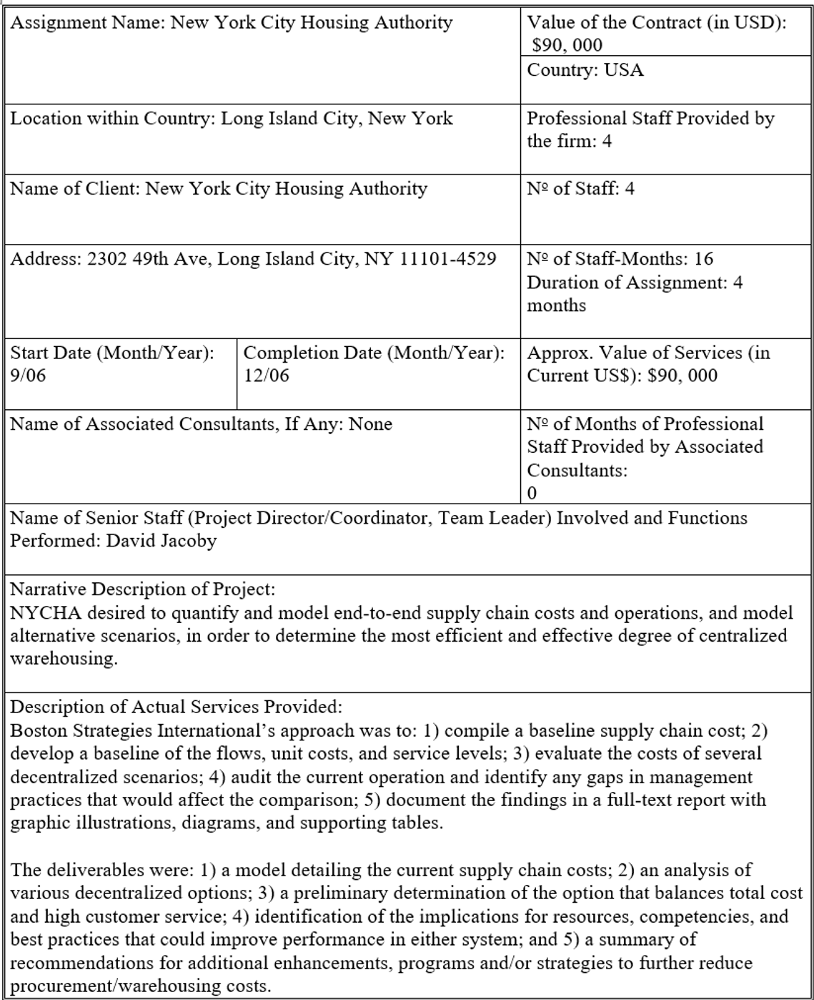 Assignment Name: New York City Housing Authority
Value of the Contract (in USD):
$90, 000
Country: USA
Location within Country: Long Island City, New York
Professional Staff Provided by
the firm: 4
Name of Client: New York City Housing Authority
Nº of Staff: 4
Address: 2302 49th Ave, Long Island City, NY 11101-4529
Nº of Staff-Months: 16
Duration of Assignment: 4
months
Start Date (Month/Year):
9/06
Completion Date (Month/Year):
12/06
Approx. Value of Services (in
Current US$): $90, 000
Name of Associated Consultants, If Any: None
Nº of Months of Professional
Staff Provided by Associated
Consultants:
0
Name of Senior Staff (Project Director/Coordinator, Team Leader) Involved and Functions
Performed: David Jacoby
Narrative Description of Project:
NYCHA desired to quantify and model end-to-end supply chain costs and operations, and model
alternative scenarios, in order to determine the most efficient and effective degree of centralized
warehousing.
Description of Actual Services Provided:
Boston Strategies International’s approach was to: 1) compile a baseline supply chain cost; 2)
develop a baseline of the flows, unit costs, and service levels; 3) evaluate the costs of several
decentralized scenarios; 4) audit the current operation and identify any gaps in management
practices that would affect the comparison; 5) document the findings in a full-text report with
graphic illustrations, diagrams, and supporting tables.
The deliverables were: 1) a model detailing the current supply chain costs; 2) an analysis of
various decentralized options; 3) a preliminary determination of the option that balances total cost
and high customer service; 4) identification of the implications for resources, competencies, and
best practices that could improve performance in either system; and 5) a summary of
recommendations for additional enhancements, programs and/or strategies to further reduce
procurement/warehousing costs.